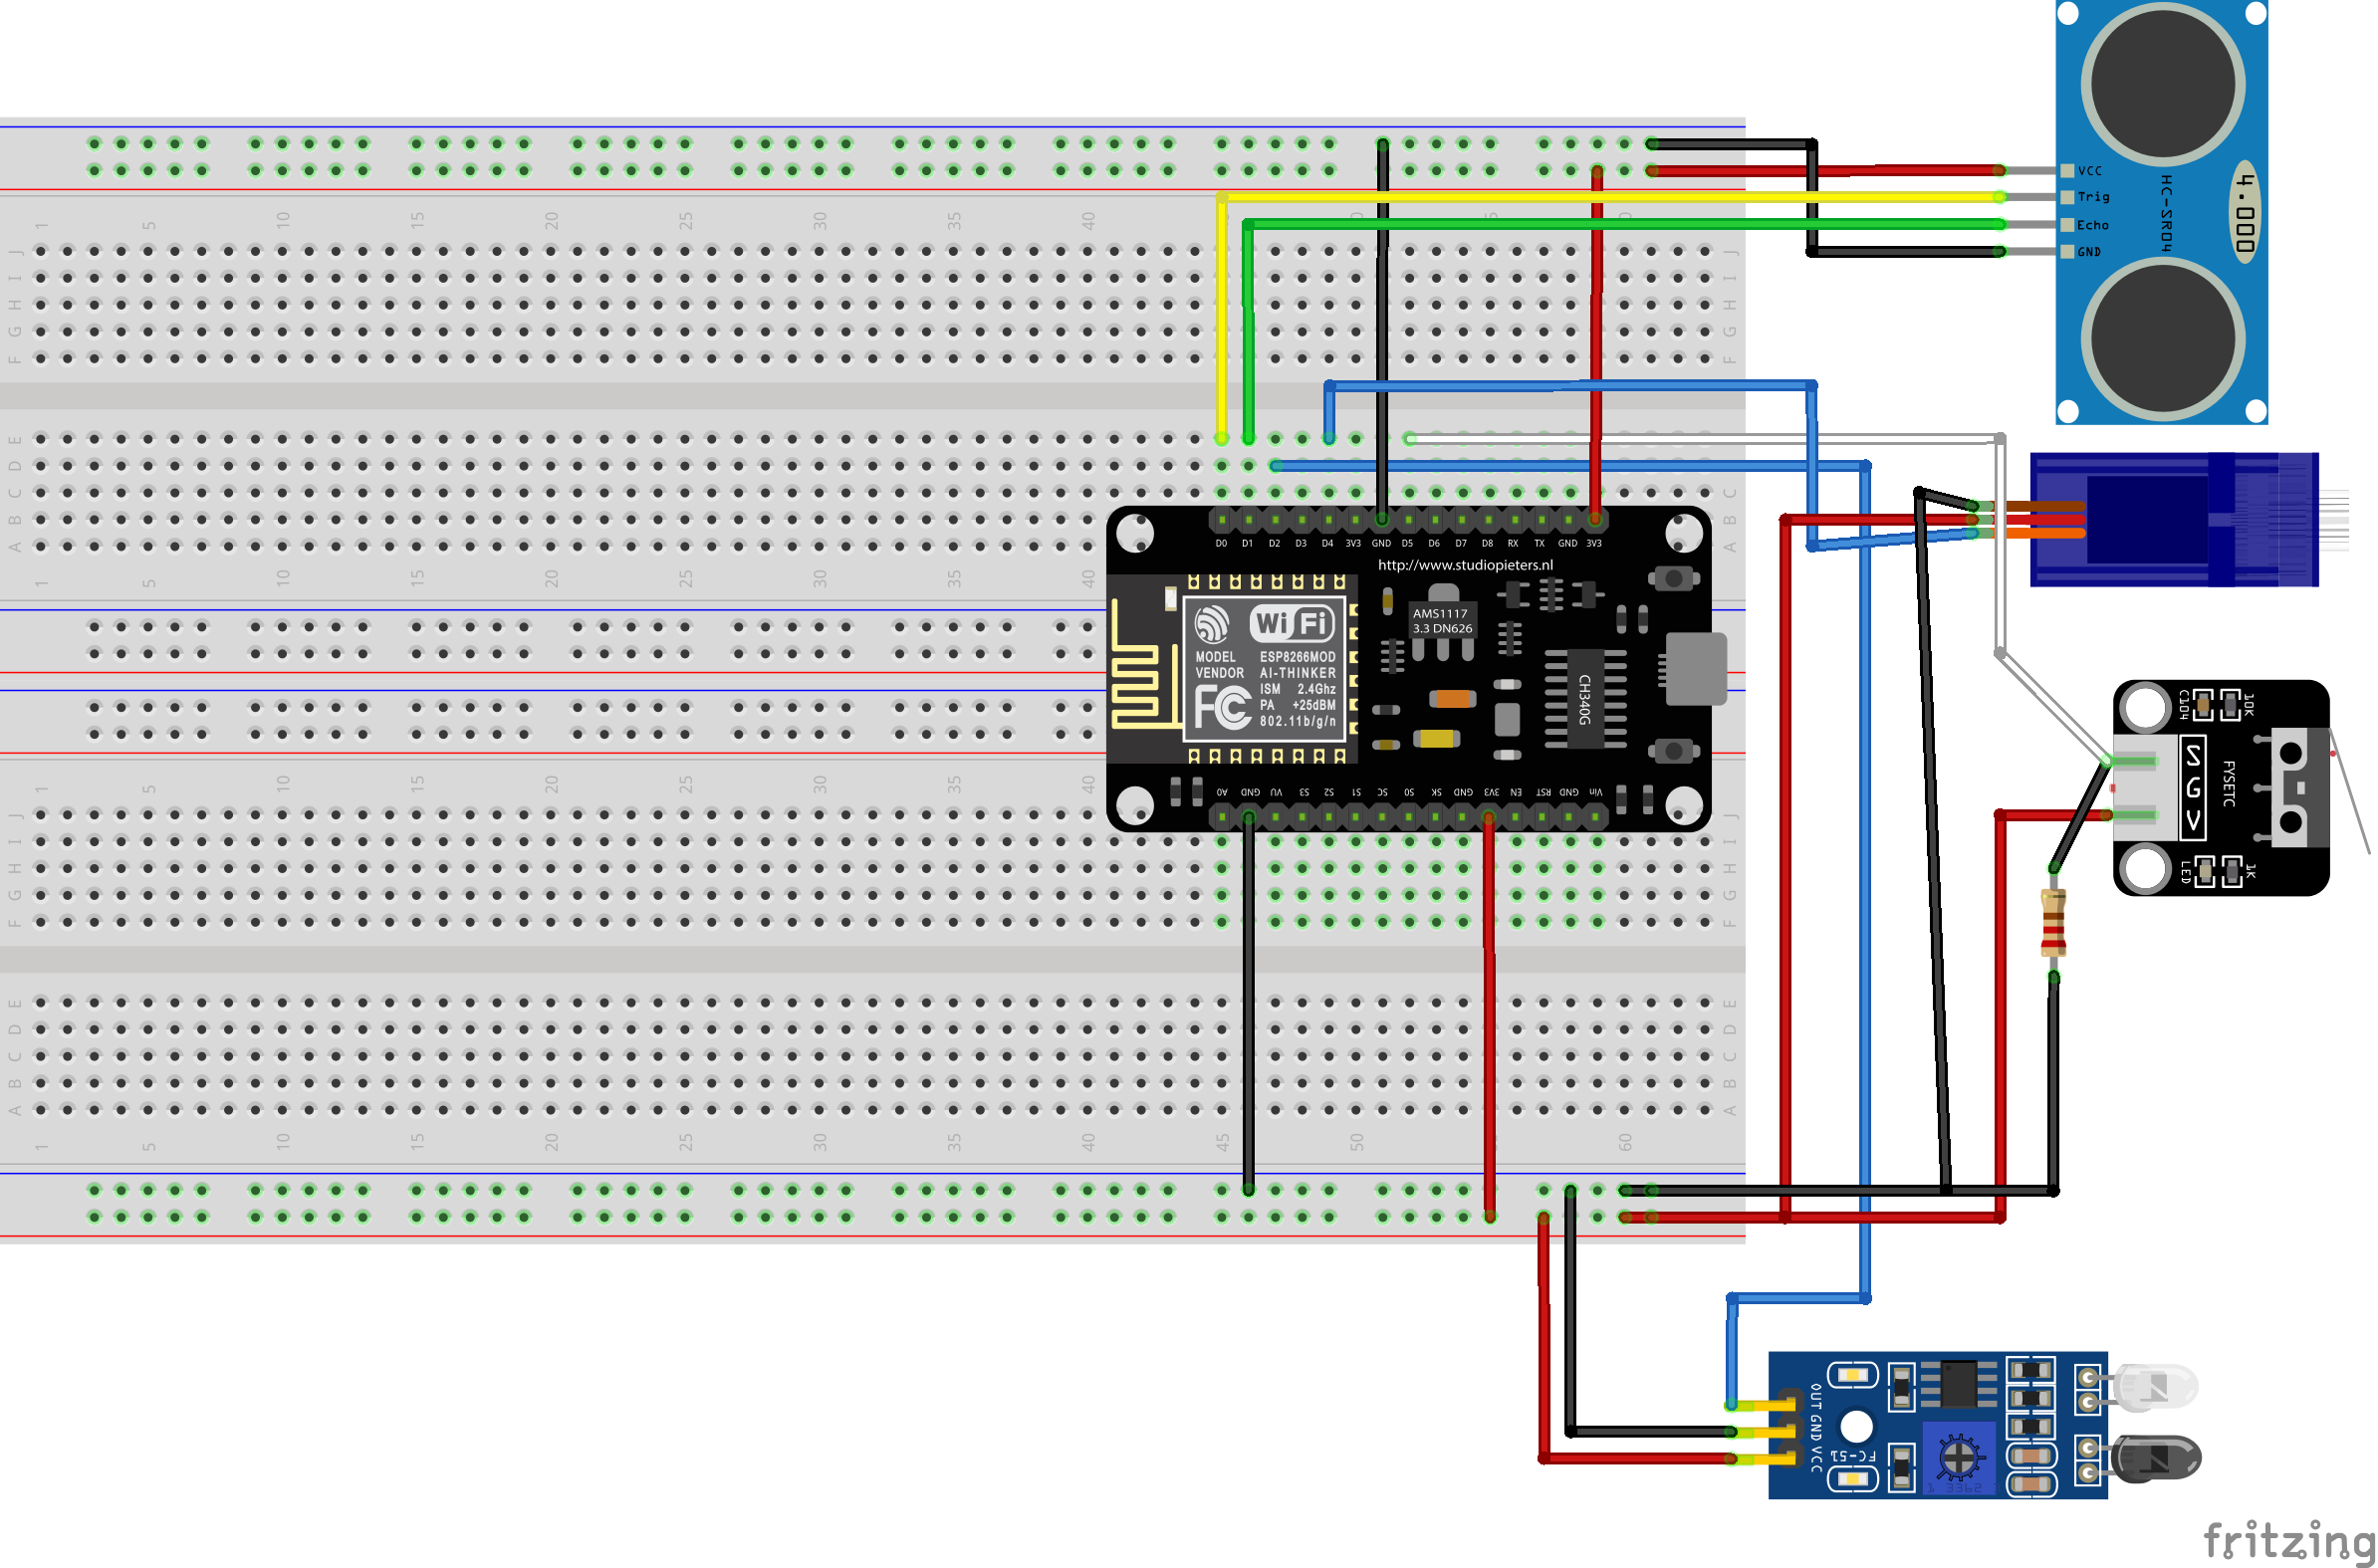 VCC
Trig
Echo
GND
HC-SR04
4.000
1 5 10 15 20 25 30 35 40
J
I
H
G
F
E
D
C
B
A
1 5 10 15 20 25 30 35 40
D0 D1 D2 D3 D4 3V3 GND D5 D6 D7 D8 RX TX GND 3V3
http://www.studiopieters.nl
WiFi
MODEL ESP8266MOD
VENDOR AI-THINKER
ISM 2.4Ghz
PA +25dBM
802.11b/g/n
FC
AMS1117
3.3 DN626
CH340G
A0 GND VU S3 S2 S1 SC S0 SK GND 3V3 EN RST GND Vin
C104
10K
S
G
V
FYSETC
LED
1K
1 5 10 15 20 25 30 35 40
J
I
H
G
F
E
D
C
B
A
1 5 10 15 20 25 30 35 40 45 50 60
OUT GND VCC
FC-51
1 3362
fritzing